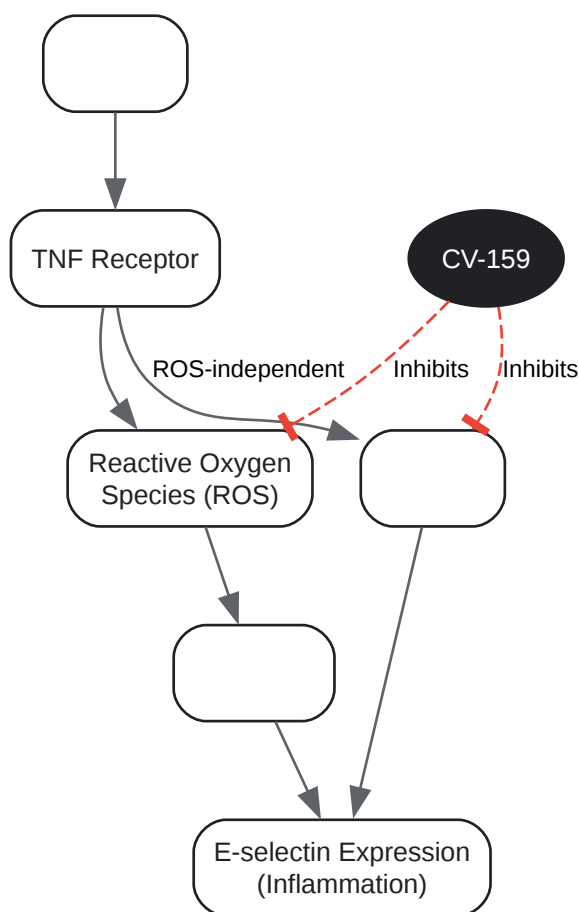 TNF Receptor
CV-159
ROS-independent
Inhibits
Inhibits
Reactive Oxygen
Species (ROS)
E-selectin Expression
(Inflammation)